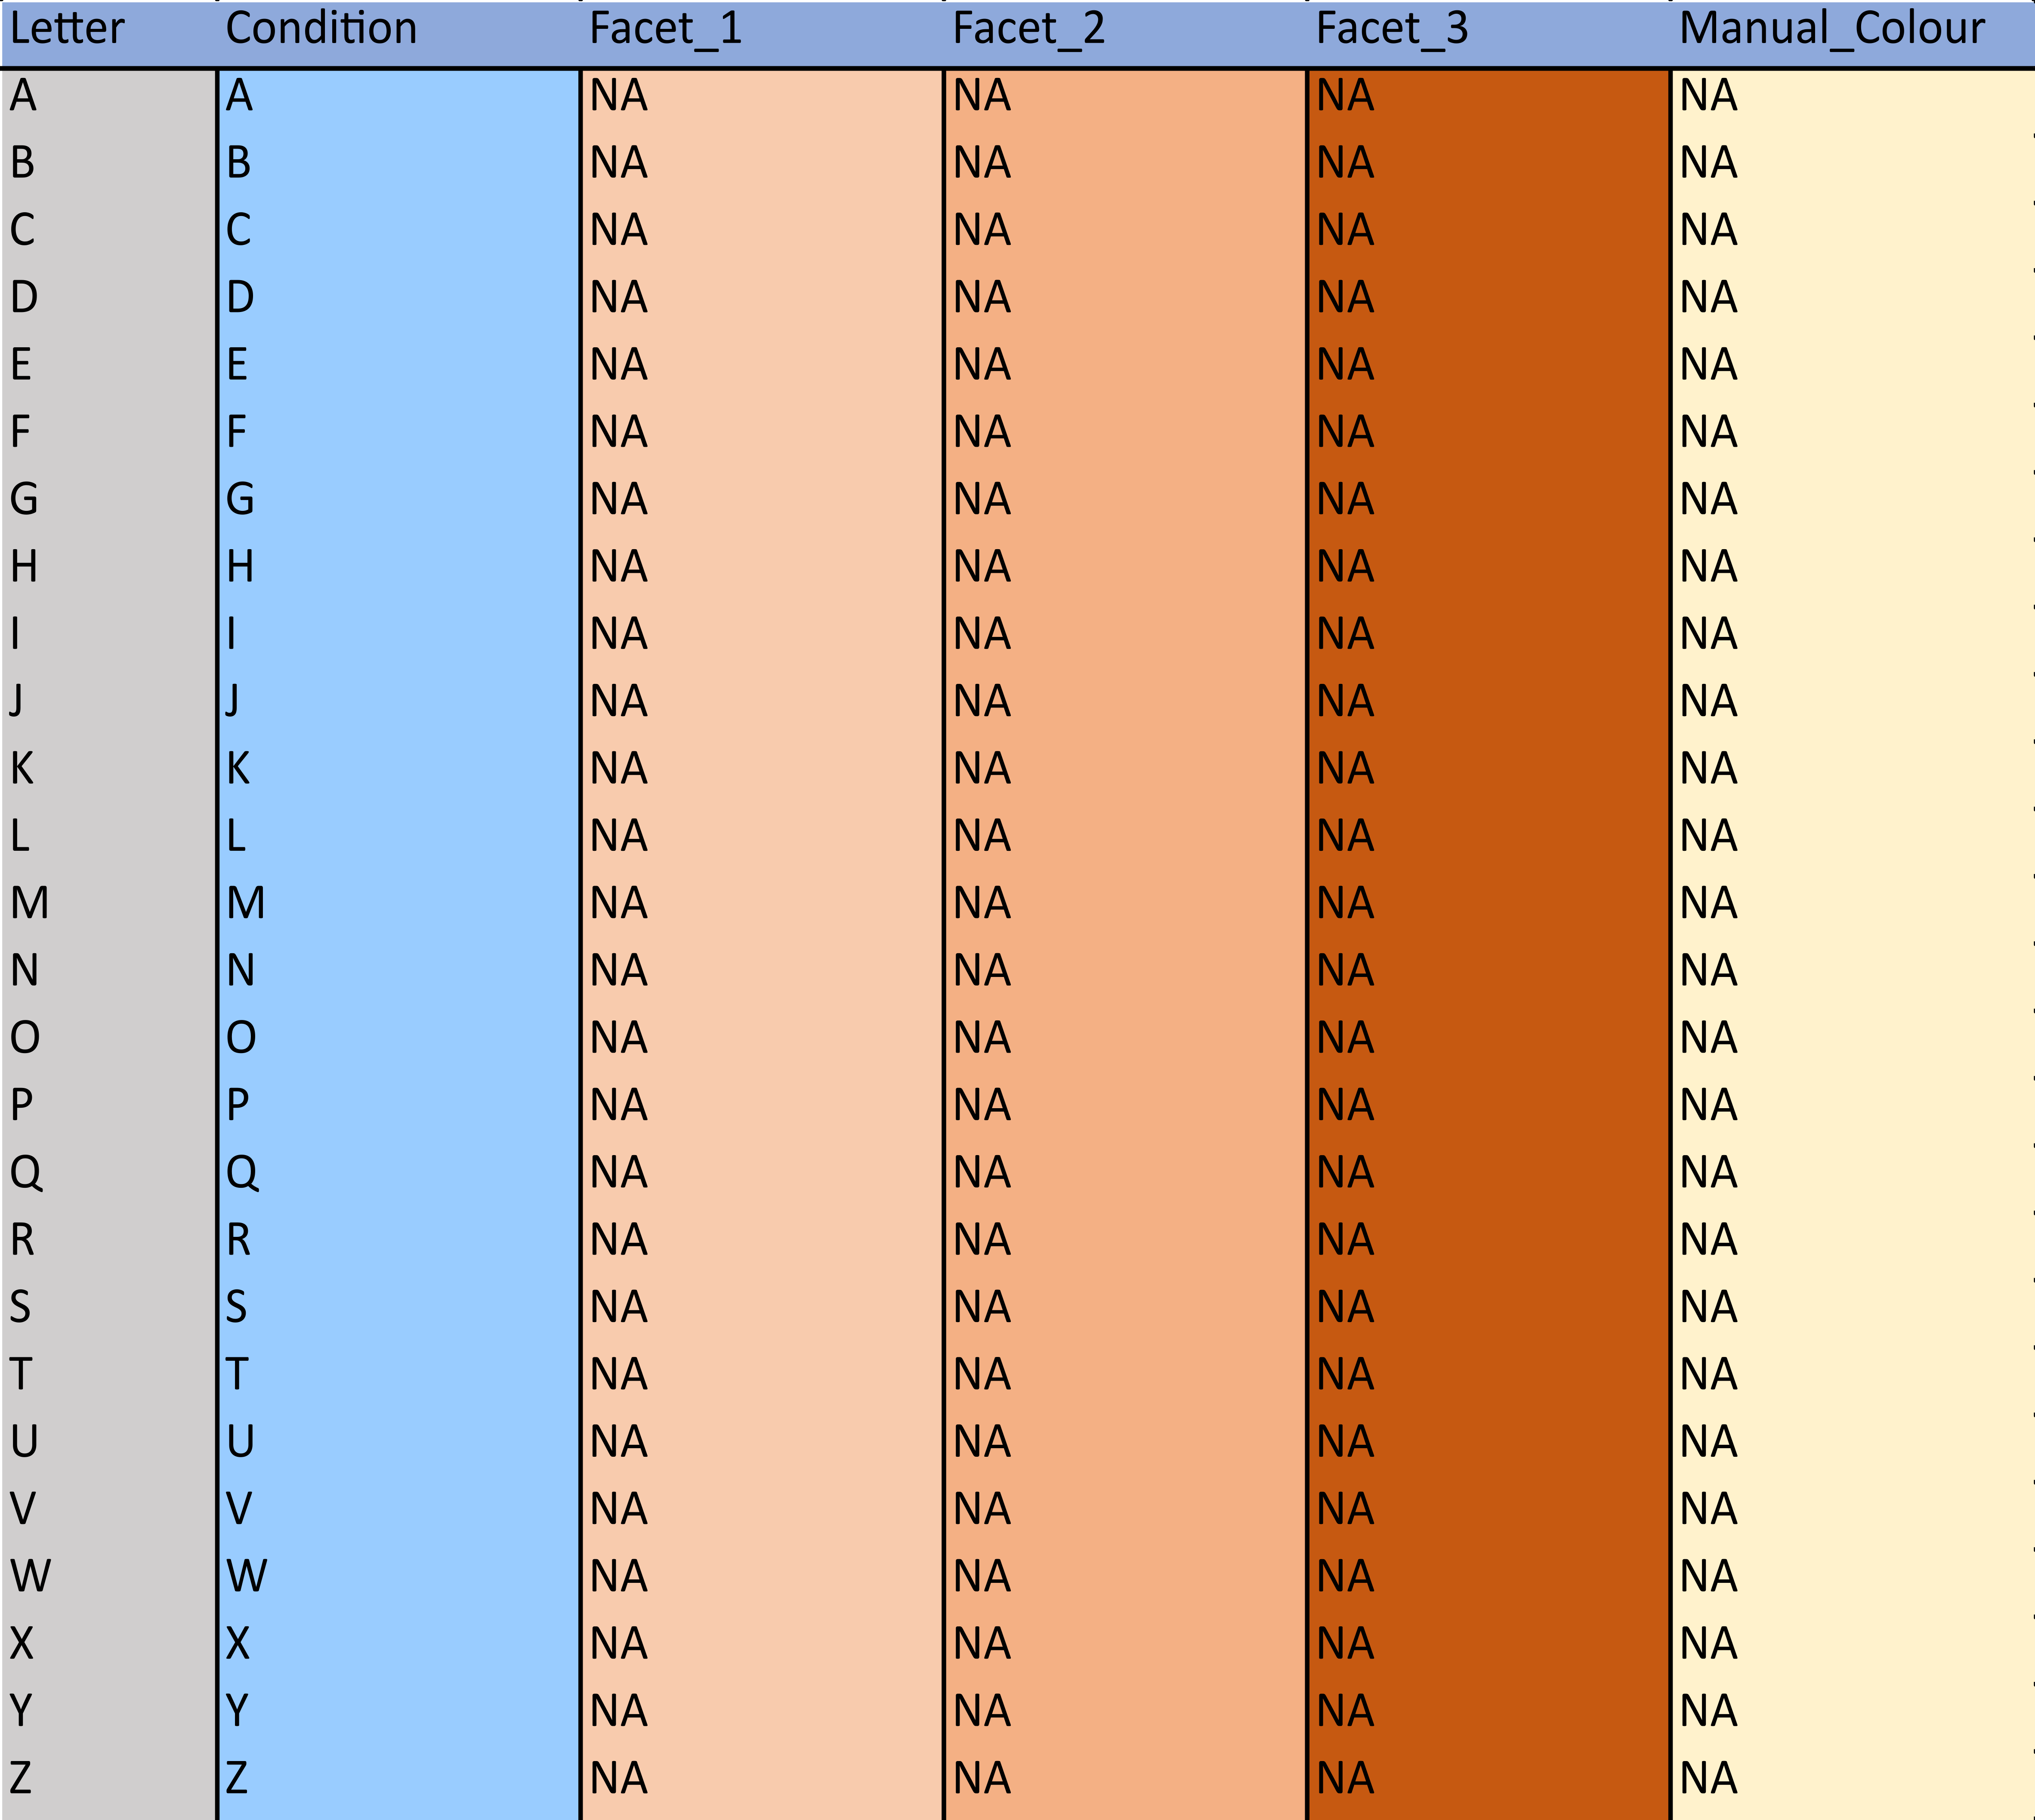 Letter Condition Facet_1 Facet_2 Facet_3 Manual_Colour
A A NA NA NA NA
B B NA NA NA NA
C C NA NA NA NA
D D NA NA NA NA
E E NA NA NA NA
F F NA NA NA NA
G G NA NA NA NA
H H NA NA NA NA
I I NA NA NA NA
J J NA NA NA NA
K K NA NA NA NA
L L NA NA NA NA
M M NA NA NA NA
N N NA NA NA NA
O O NA NA NA NA
P P NA NA NA NA
Q Q NA NA NA NA
R R NA NA NA NA
S S NA NA NA NA
T T NA NA NA NA
U U NA NA NA NA
V V NA NA NA NA
W W NA NA NA NA
X X NA NA NA NA
Y Y NA NA NA NA
Z Z NA NA NA NA